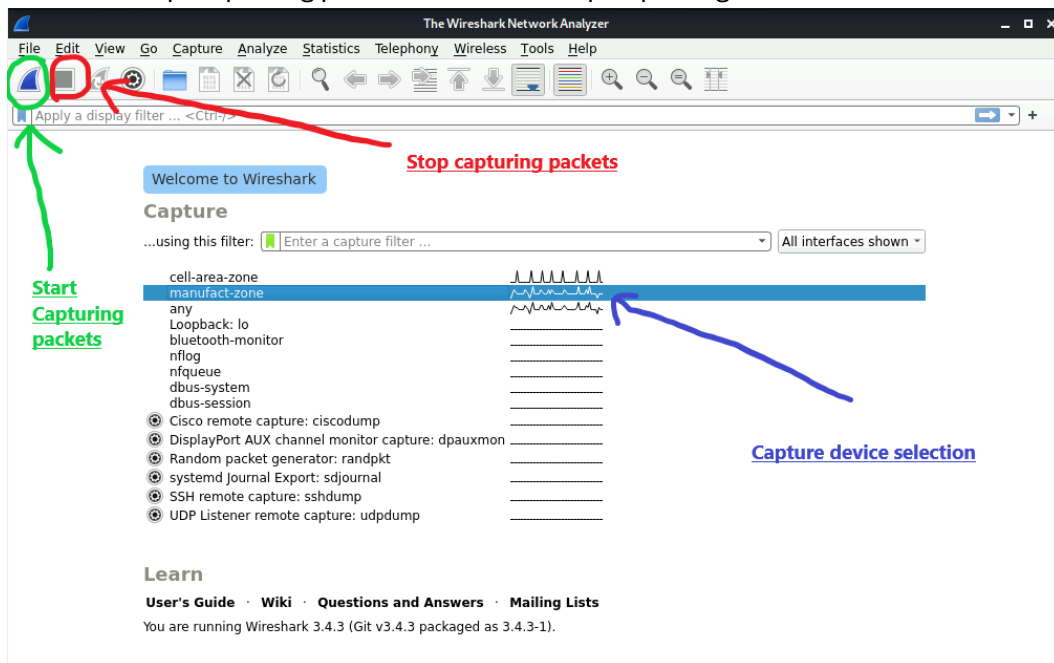 The Wireshark Network Analyzer
File Edit View Go Capture Analyze Statistics Telephony Wireless Tools Help
Apply a display filter ... <Ctrl-/>
Stop capturing packets
Welcome to Wireshark
Capture
...using this filter: Enter a capture filter ... All interfaces shown
cell-area-zone
manufact-zone
any
Loopback: lo
bluetooth-monitor
nflog
nfqueue
dbus-system
dbus-session
Cisco remote capture: ciscodump
DisplayPort AUX channel monitor capture: dpauxmon
Random packet generator: randpkt
systemd Journal Export: sdjournal
SSH remote capture: sshdump
UDP Listener remote capture: udpdump
Start
Capturing
packets
Capture device selection
Learn
User's Guide · Wiki · Questions and Answers · Mailing Lists
You are running Wireshark 3.4.3 (Git v3.4.3 packaged as 3.4.3-1).